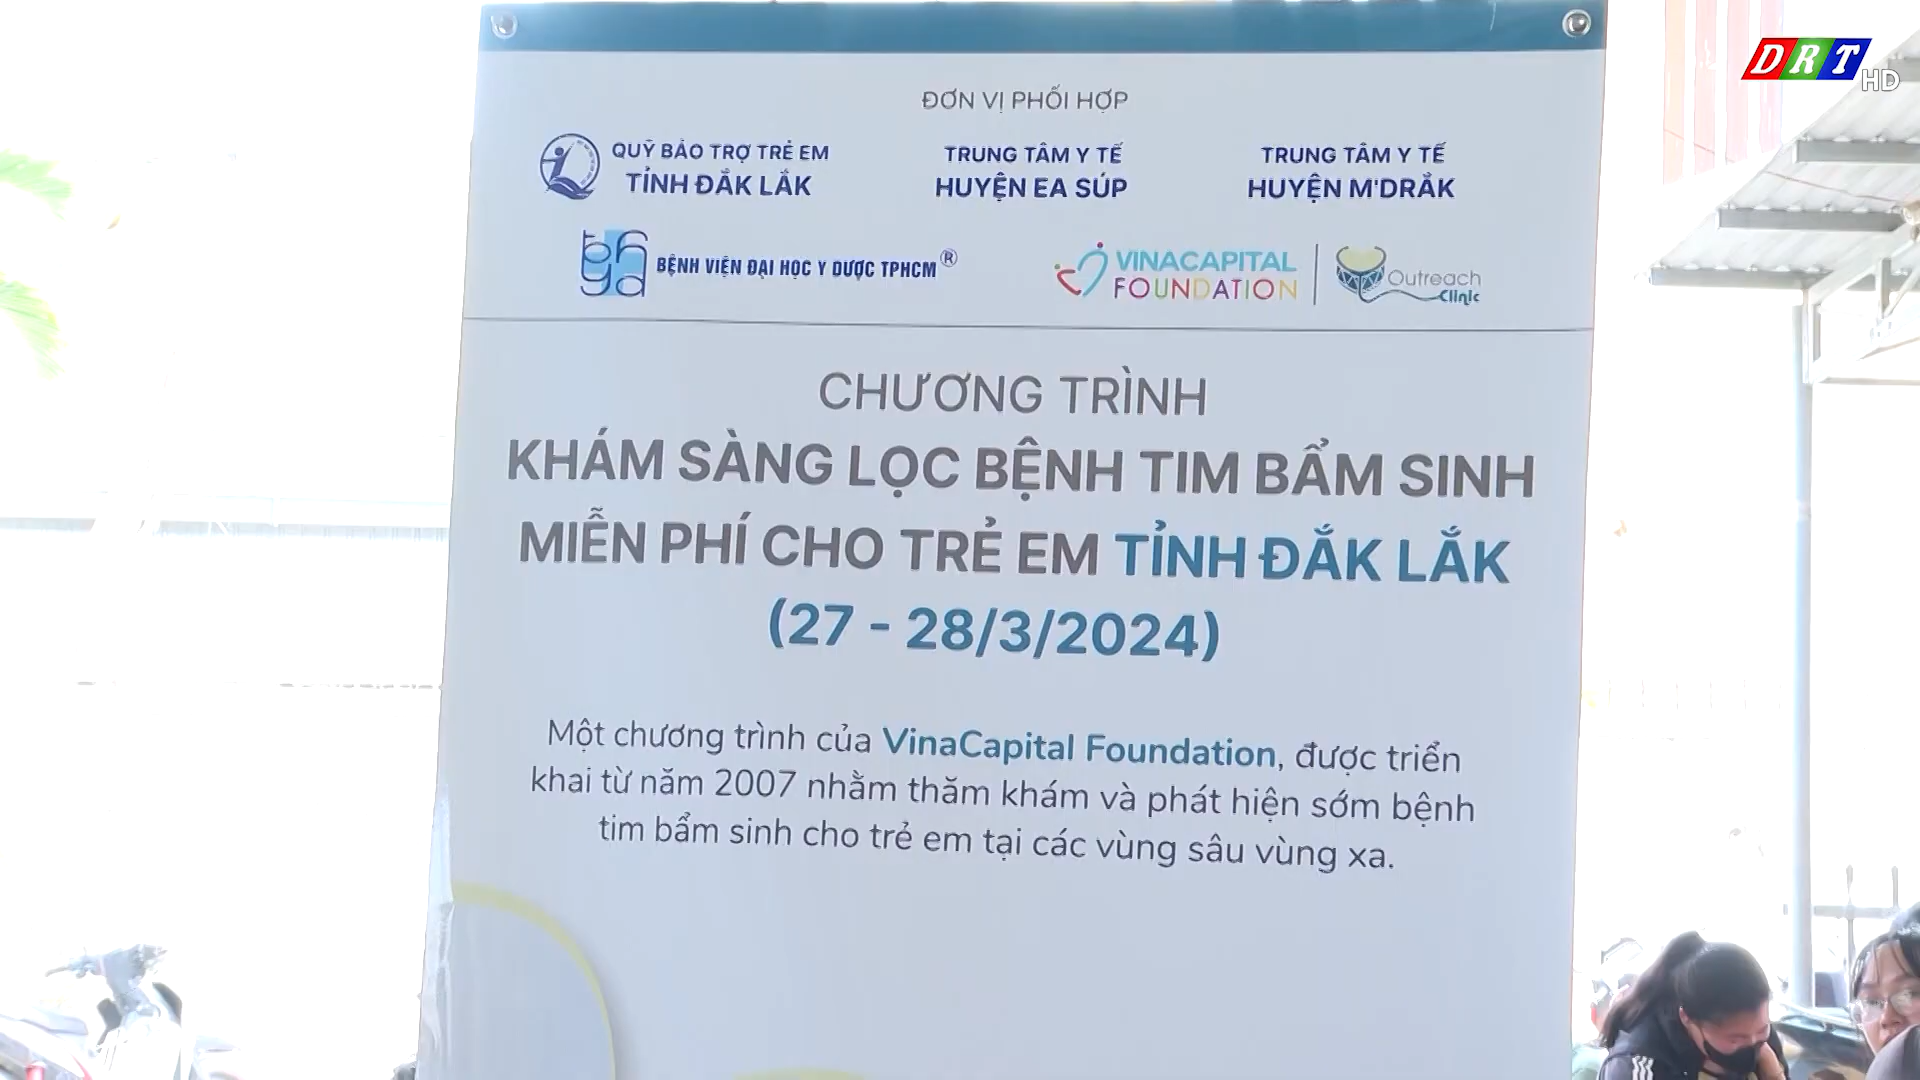 DRT HD
ĐƠN VỊ PHỐI HỢP
QUỸ BẢO TRỢ TRẺ EM
TỈNH ĐẮK LẮK
TRUNG TÂM Y TẾ
HUYỆN EA SÚP
TRUNG TÂM Y TẾ
HUYỆN M'DRẮK
BỆNH VIỆN ĐẠI HỌC Y DƯỢC TPHCM®
VINACAPITAL
FOUNDATION
Outreach
Clinic
CHƯƠNG TRÌNH
KHÁM SÀNG LỌC BỆNH TIM BẨM SINH
MIỄN PHÍ CHO TRẺ EM TỈNH ĐẮK LẮK
(27 - 28/3/2024)
Một chương trình của VinaCapital Foundation, được triển
khai từ năm 2007 nhằm thăm khám và phát hiện sớm bệnh
tim bẩm sinh cho trẻ em tại các vùng sâu vùng xa.